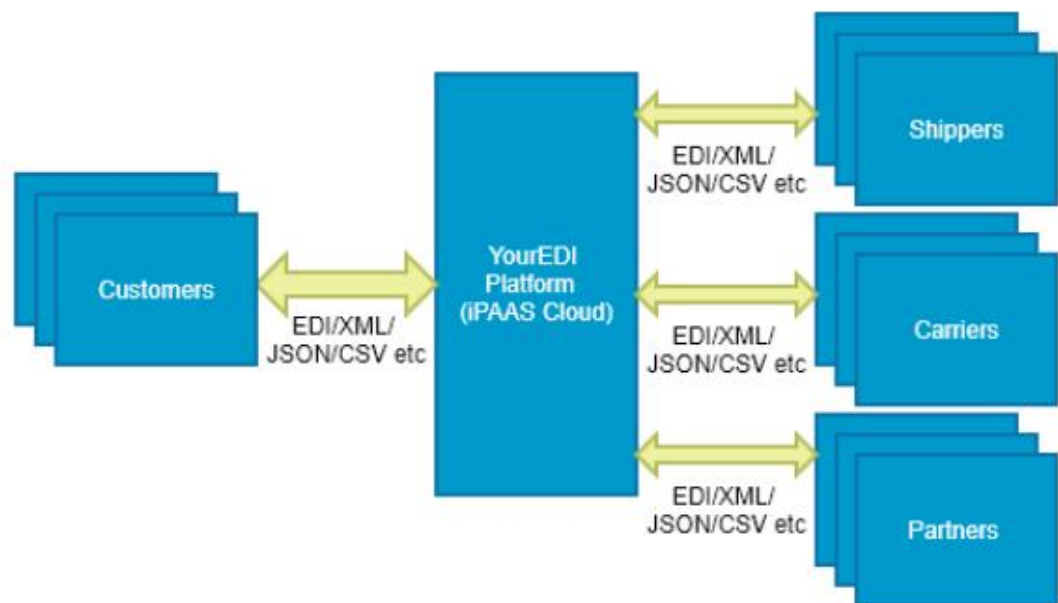 Customers
EDI/XML/
JSON/CSV etc
YourEDI
Platform
(iPAAS Cloud)
EDI/XML/
JSON/CSV etc
Shippers
EDI/XML/
JSON/CSV etc
Carriers
EDI/XML/
JSON/CSV etc
Partners